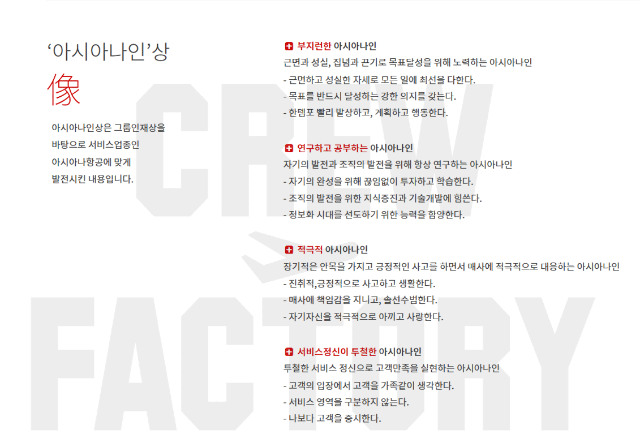 ‘아시아나인’상
像
아시아나인상은 그룹인재상을
바탕으로 서비스업종인
아시아나항공에 맞게
발전시킨 내용입니다.
부지런한 아시아나인
근면과 성실, 집념과 끈기로 목표달성을 위해 노력하는 아시아나인
- 근면하고 성실한 자세로 모든 일에 최선을 다한다.
- 목표를 반드시 달성하는 강한 의지를 갖는다.
- 한템포 빨리 발상하고, 계획하고 행동한다.
연구하고 공부하는 아시아나인
자기의 발전과 조직의 발전을 위해 항상 연구하는 아시아나인
- 자기의 완성을 위해 끊임없이 투자하고 학습한다.
- 조직의 발전을 위한 지식증진과 기술개발에 힘쓴다.
- 정보화 시대를 선도하기 위한 능력을 함양한다.
적극적 아시아나인
장기적은 안목을 가지고 긍정적인 사고를 하면서 매사에 적극적으로 대응하는 아시아나인
- 진취적,긍정적으로 사고하고 생활한다.
- 매사에 책임감을 지니고, 솔선수범한다.
- 자기자신을 적극적으로 아끼고 사랑한다.
서비스정신이 투철한 아시아나인
투철한 서비스 정신으로 고객만족을 실현하는 아시아나인
- 고객의 입장에서 고객을 가족같이 생각한다.
- 서비스 영역을 구분하지 않는다.
- 나보다 고객을 중시한다.
CREW
FACTORY